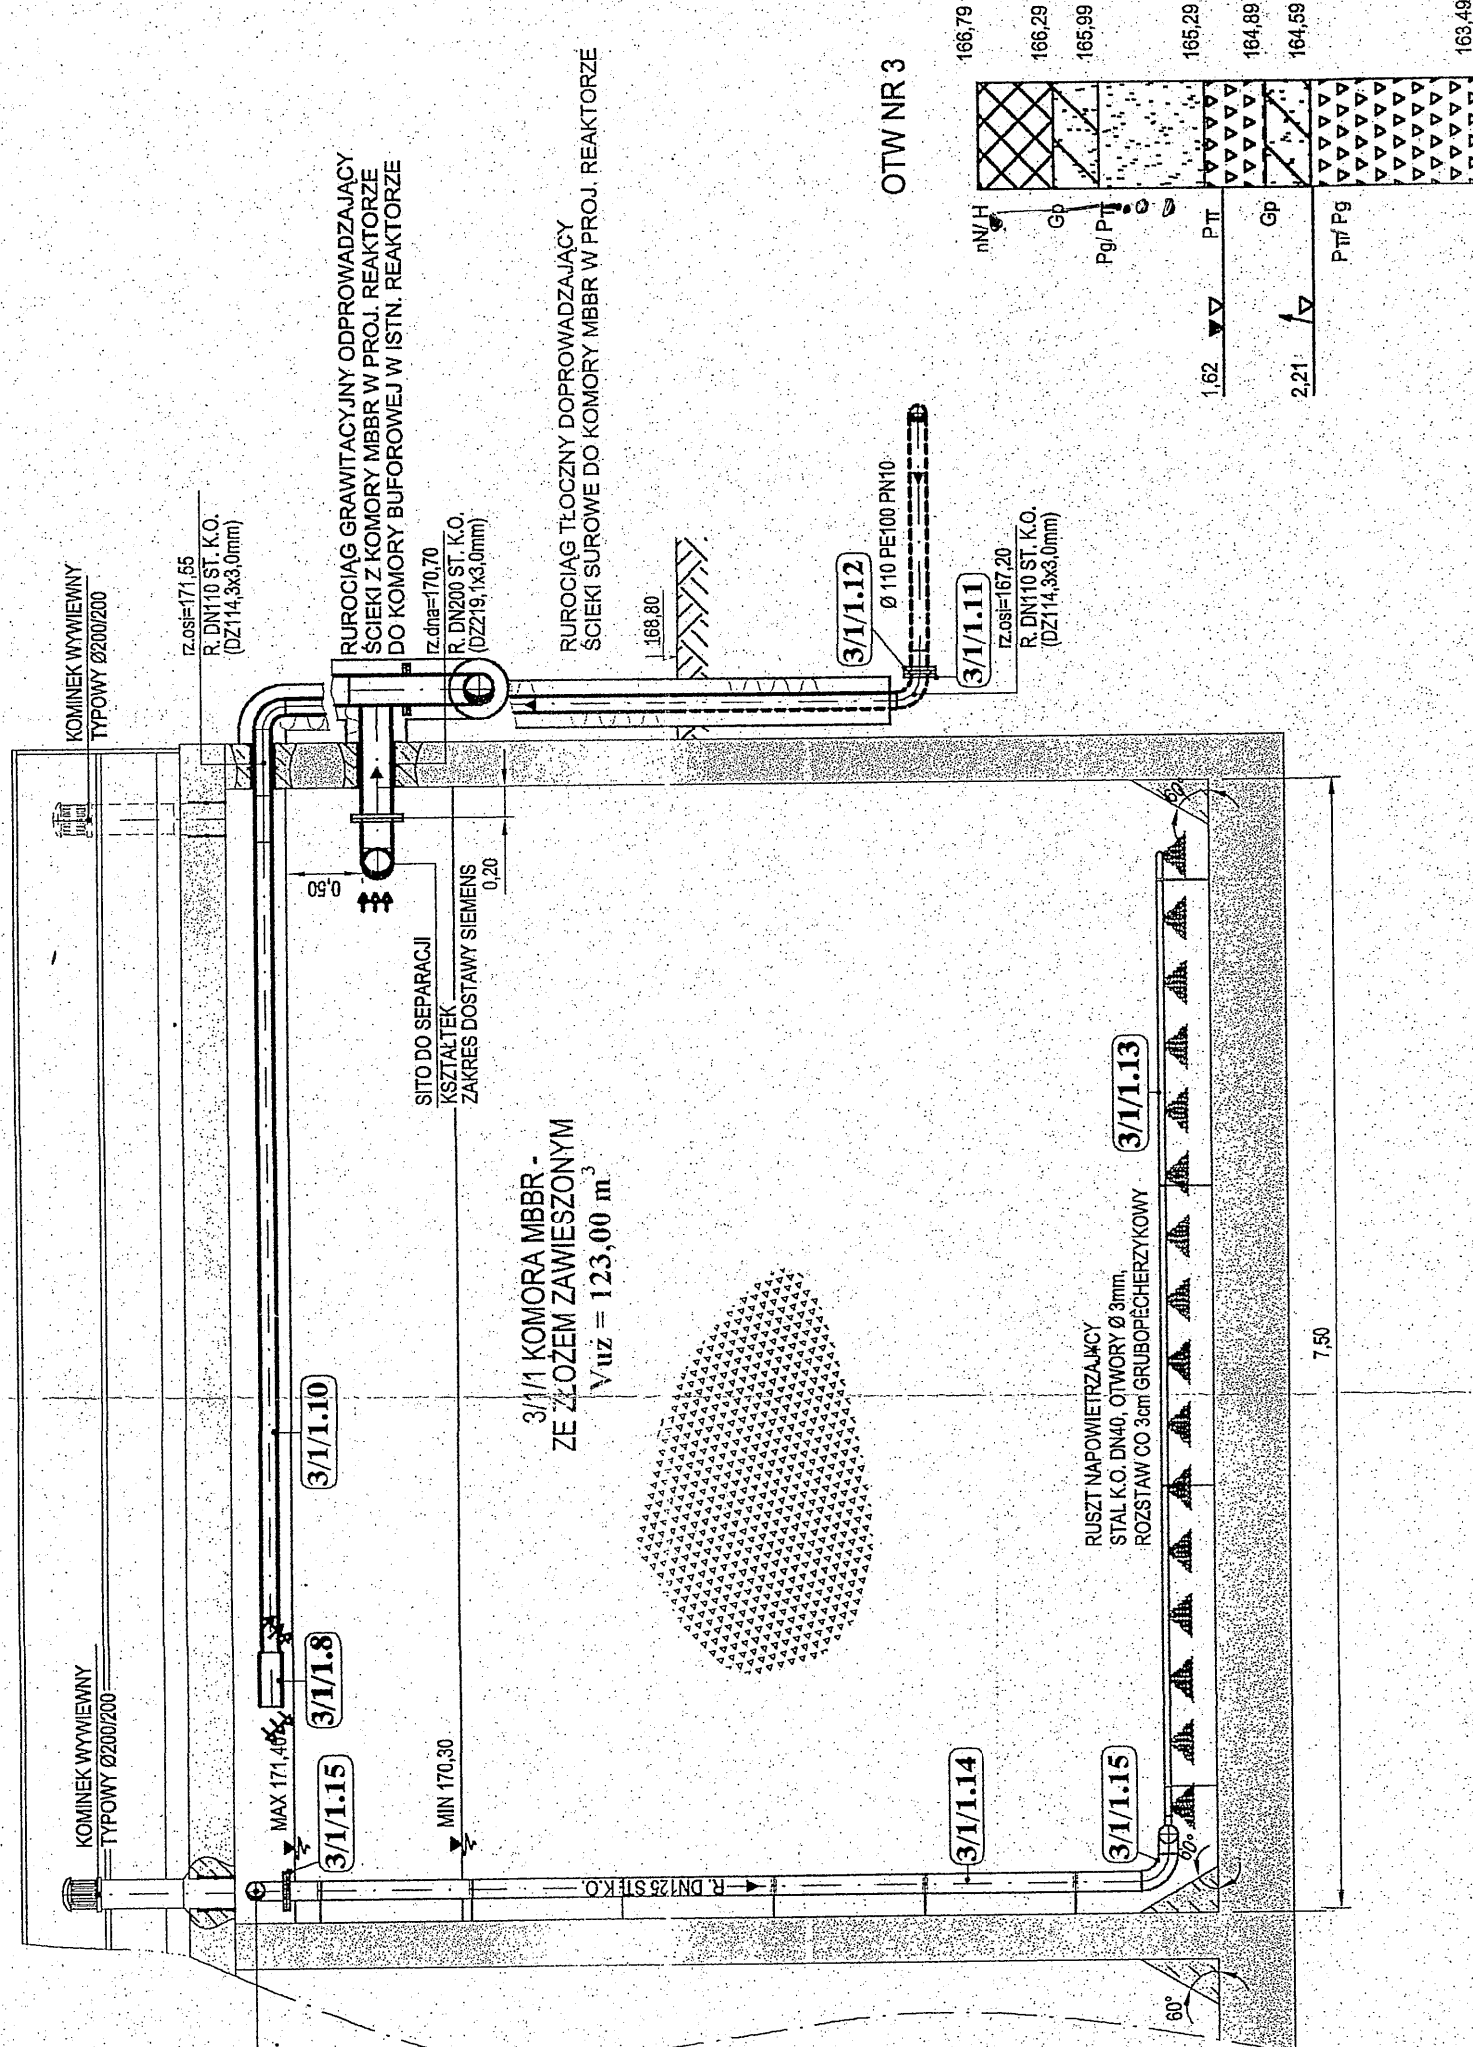 KOMINEK WYWIEWNY
TYPOWY Ø200/200
KOMINEK WYWIEWNY
TYPOWY Ø200/200
rz.osi=171,55
R. DN110 ST. K.O.
(DZ114,3x3,0mm)
RUROCIĄG GRAWITACYJNY ODPROWADZAJĄCY
ŚCIEKI Z KOMORY MBBR W PROJ. REAKTORZE
DO KOMORY BUFOROWEJ W ISTN. REAKTORZE
rz.dna=170,70
R. DN200 ST. K.O.
(DZ219,1x3,0mm)
RUROCIĄG TŁOCZNY DOPROWADZAJĄCY
ŚCIEKI SUROWE DO KOMORY MBBR W PROJ. REAKTORZE
168,80
3/1/1.12
Ø 110 PE100 PN10
3/1/1.11
rz.osi=167,20
R. DN110 ST. K.O.
(DZ114,3x3,0mm)
0,50
SITO DO SEPARACJI
KSZTAŁTEK
ZAKRES DOSTAWY SIEMENS
0,20
3/1/1.10
3/1/1.8
MAX 171,40
3/1/1.15
MIN 170,30
3/1/1 KOMORA MBBR -
ZE ZŁOŻEM ZAWIESZONYM
Vuż = 123,00 m³
R. DN125 ST. K.O.
3/1/1.14
3/1/1.15
3/1/1.13
RUSZT NAPOWIETRZAJĄCY
STAL K.O. DN40, OTWORY Ø 3mm,
ROZSTAW CO 3cm GRUBOPĘCHERZYKOWY
60°
60°
60°
7,50
OTW NR 3
166,79
166,29
165,99
165,29
164,89
164,59
163,49
nN/ H
Gp
Pg/ Pπ
Pπ
Gp
Pπ/ Pg
1,62
2,21